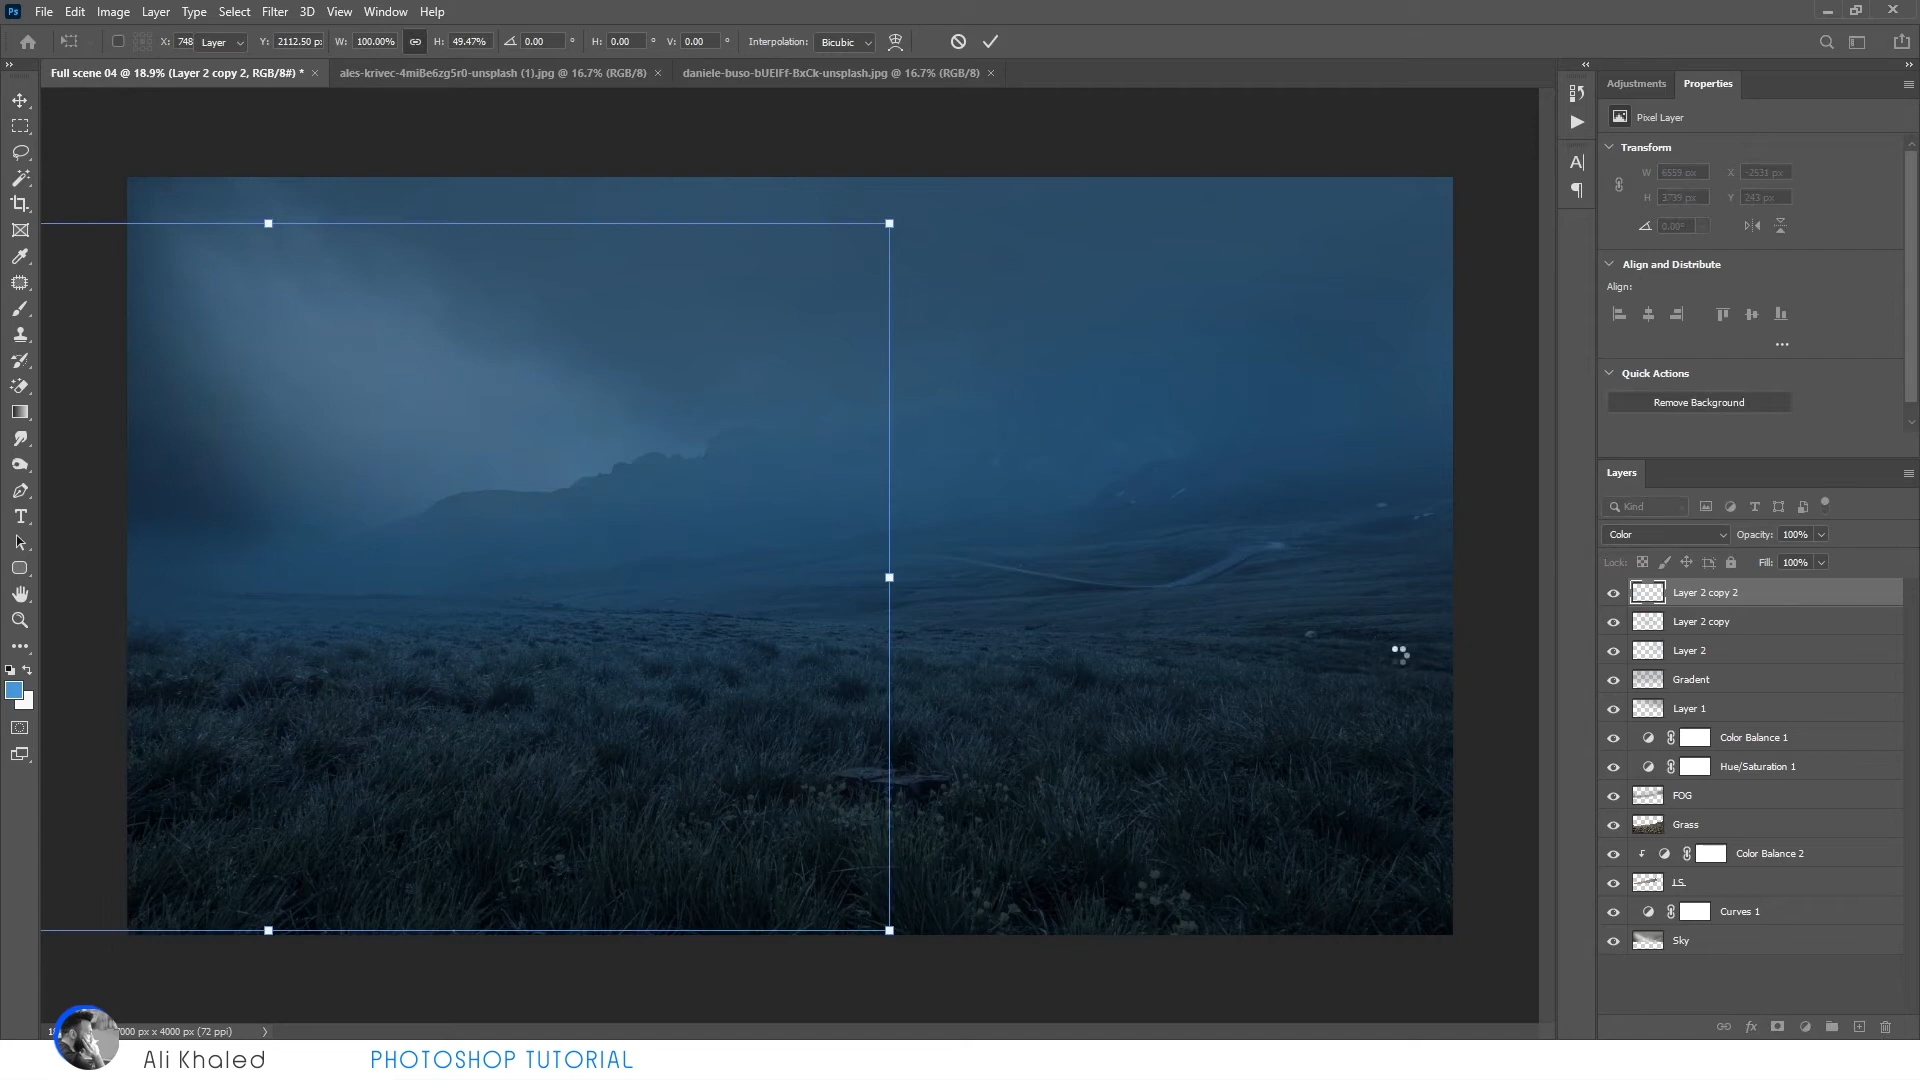 Ps File Edit Image Layer Type Select Filter 3D View Window Help
X: 748 Layer Y: 2112.50 px W: 100.00% H: 49.47% 0.00 ° H: 0.00 ° V: 0.00 ° Interpolation: Bicubic
Full scene 04 @ 18.9% (Layer 2 copy 2, RGB/8#) * × ales-krivec-4miBe6zg5r0-unsplash (1).jpg @ 16.7% (RGB/8) × daniele-buso-bUEIFf-BxCk-unsplash.jpg @ 16.7% (RGB/8) ×
Adjustments Properties
Pixel Layer
Transform
W 6559 px X -2531 px
H 3739 px Y 243 px
0.00°
Align and Distribute
Align:
Quick Actions
Remove Background
Layers
Kind
Color Opacity: 100%
Lock: Fill: 100%
Layer 2 copy 2
Layer 2 copy
Layer 2
Gradent
Layer 1
Color Balance 1
Hue/Saturation 1
FOG
Grass
Color Balance 2
LS
Curves 1
Sky
7000 px x 4000 px (72 ppi)
Ali Khaled PHOTOSHOP TUTORIAL